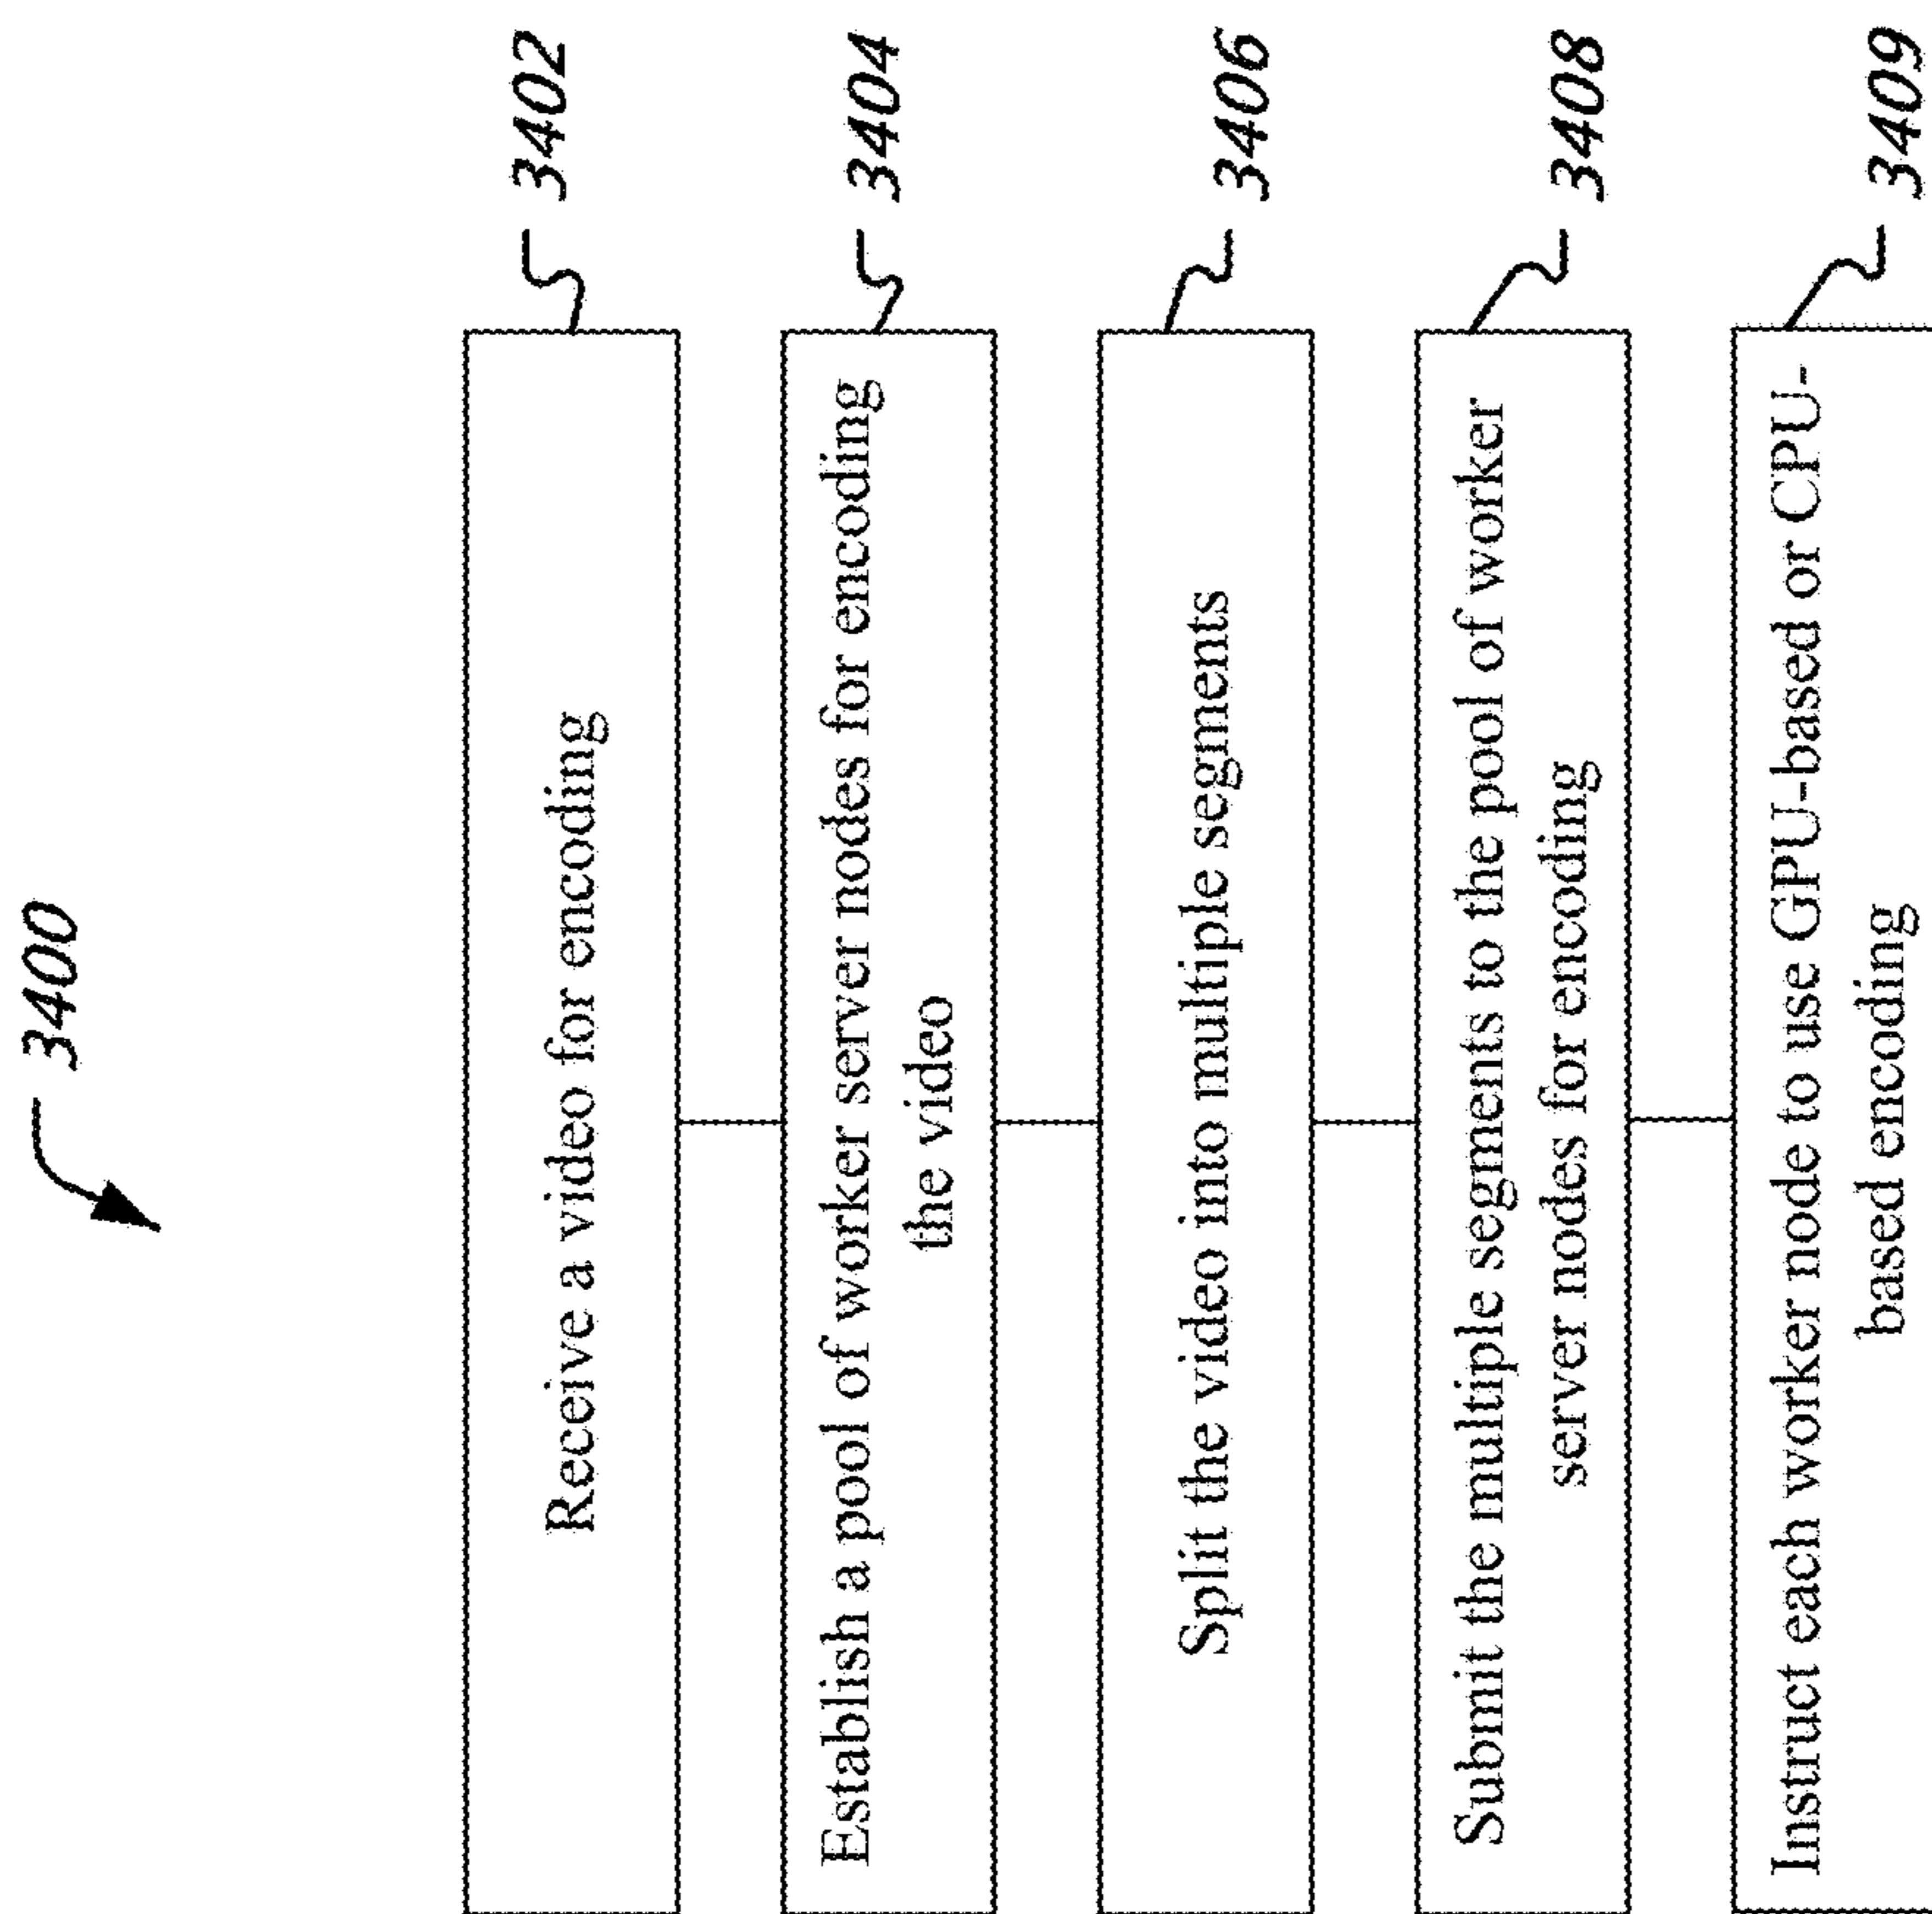 3400
Receive a video for encoding
3402
Establish a pool of worker server nodes for encoding
the video
3404
Split the video into multiple segments
3406
Submit the multiple segments to the pool of worker
server nodes for encoding
3408
Instruct each worker node to use GPU-based or CPU-
based encoding
3409